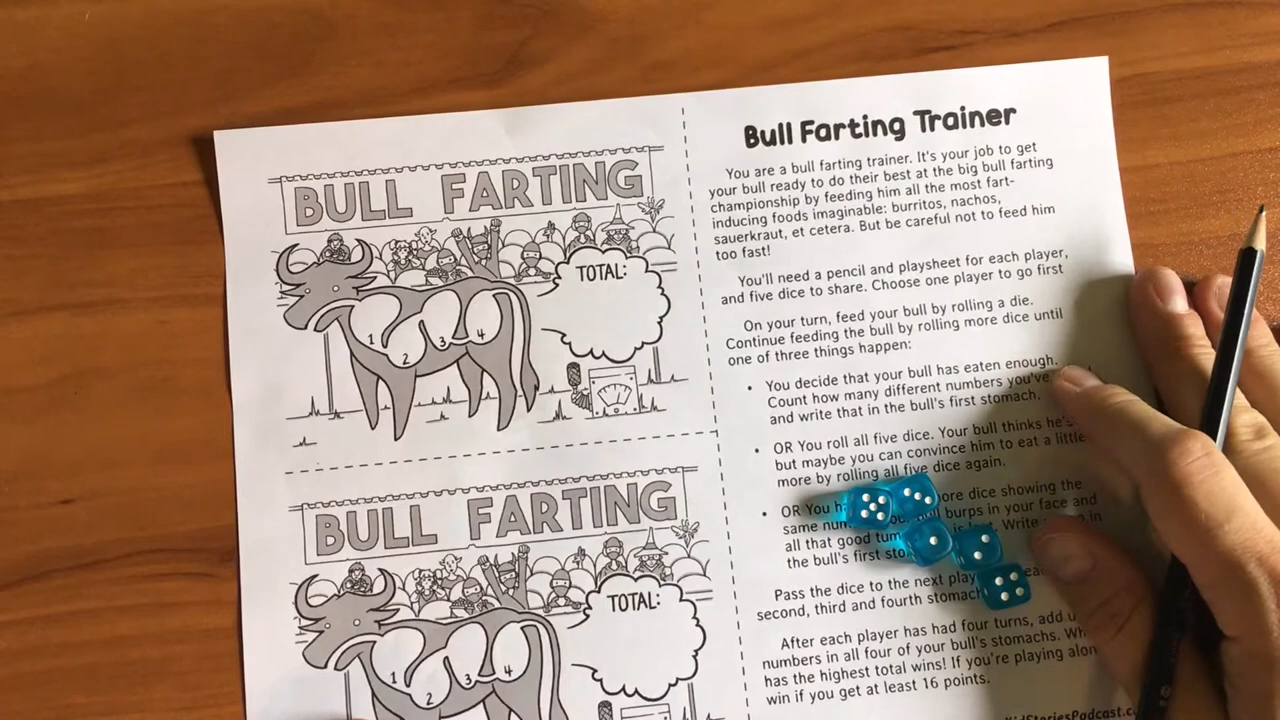 BULL FARTING
TOTAL:
1
2
3
4
BULL FARTING
TOTAL:
1
2
3
4
Bull Farting Trainer
You are a bull farting trainer. It's your job to get
your bull ready to do their best at the big bull farting
championship by feeding him all the most fart-
inducing foods imaginable: burritos, nachos,
sauerkraut, et cetera. But be careful not to feed him
too fast!
You'll need a pencil and playsheet for each player,
and five dice to share. Choose one player to go first
On your turn, feed your bull by rolling a die.
Continue feeding the bull by rolling more dice until
one of three things happen:
• You decide that your bull has eaten enough.
Count how many different numbers you've
and write that in the bull's first stomach.
• OR You roll all five dice. Your bull thinks he's
but maybe you can convince him to eat a little
more by rolling all five dice again.
• OR You dice showing the
same burps in your face and
all that good Write in
the bull's first
Pass the dice to the next
second, third and fourth
After each player has had four turns, add
numbers in all four of your bull's stomachs.
has the highest total wins! If you're playing
win if you get at least 16 points.